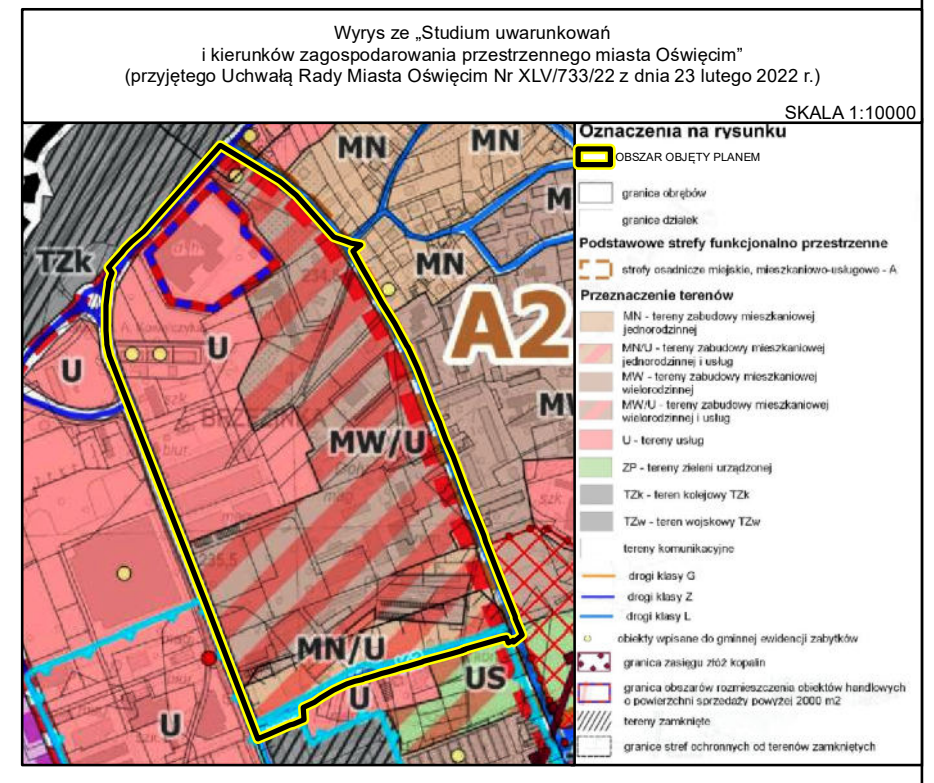 Wyrys ze „Studium uwarunkowań
i kierunków zagospodarowania przestrzennego miasta Oświęcim”
(przyjętego Uchwałą Rady Miasta Oświęcim Nr XLV/733/22 z dnia 23 lutego 2022 r.)
SKALA 1:10000
Oznaczenia na rysunku
OBSZAR OBJĘTY PLANEM
granice obrębów
granice działek
Podstawowe strefy funkcjonalno przestrzenne
strefy osadnicze miejskie, mieszkaniowo-usługowe - A
Przeznaczenie terenów
MN - tereny zabudowy mieszkaniowej
jednorodzinnej
MN/U - tereny zabudowy mieszkaniowej
jednorodzinnej i usług
MW - tereny zabudowy mieszkaniowej
wielorodzinnej
MW/U - tereny zabudowy mieszkaniowej
wielorodzinnej i usług
U - tereny usług
ZP - tereny zieleni urządzonej
TZk - teren kolejowy TZk
TZw - teren wojskowy TZw
tereny komunikacyjne
drogi klasy G
drogi klasy Z
drogi klasy L
obiekty wpisane do gminnej ewidencji zabytków
granica zasięgu złóż kopalin
granica obszarów rozmieszczenia obiektów handlowych
o powierzchni sprzedaży powyżej 2000 m2
tereny zamknięte
granice stref ochronnych od terenów zamkniętych
MN
MN
M
TZk
MN
A2
U
U
MW/U
235.5
MN/U
U
US
U